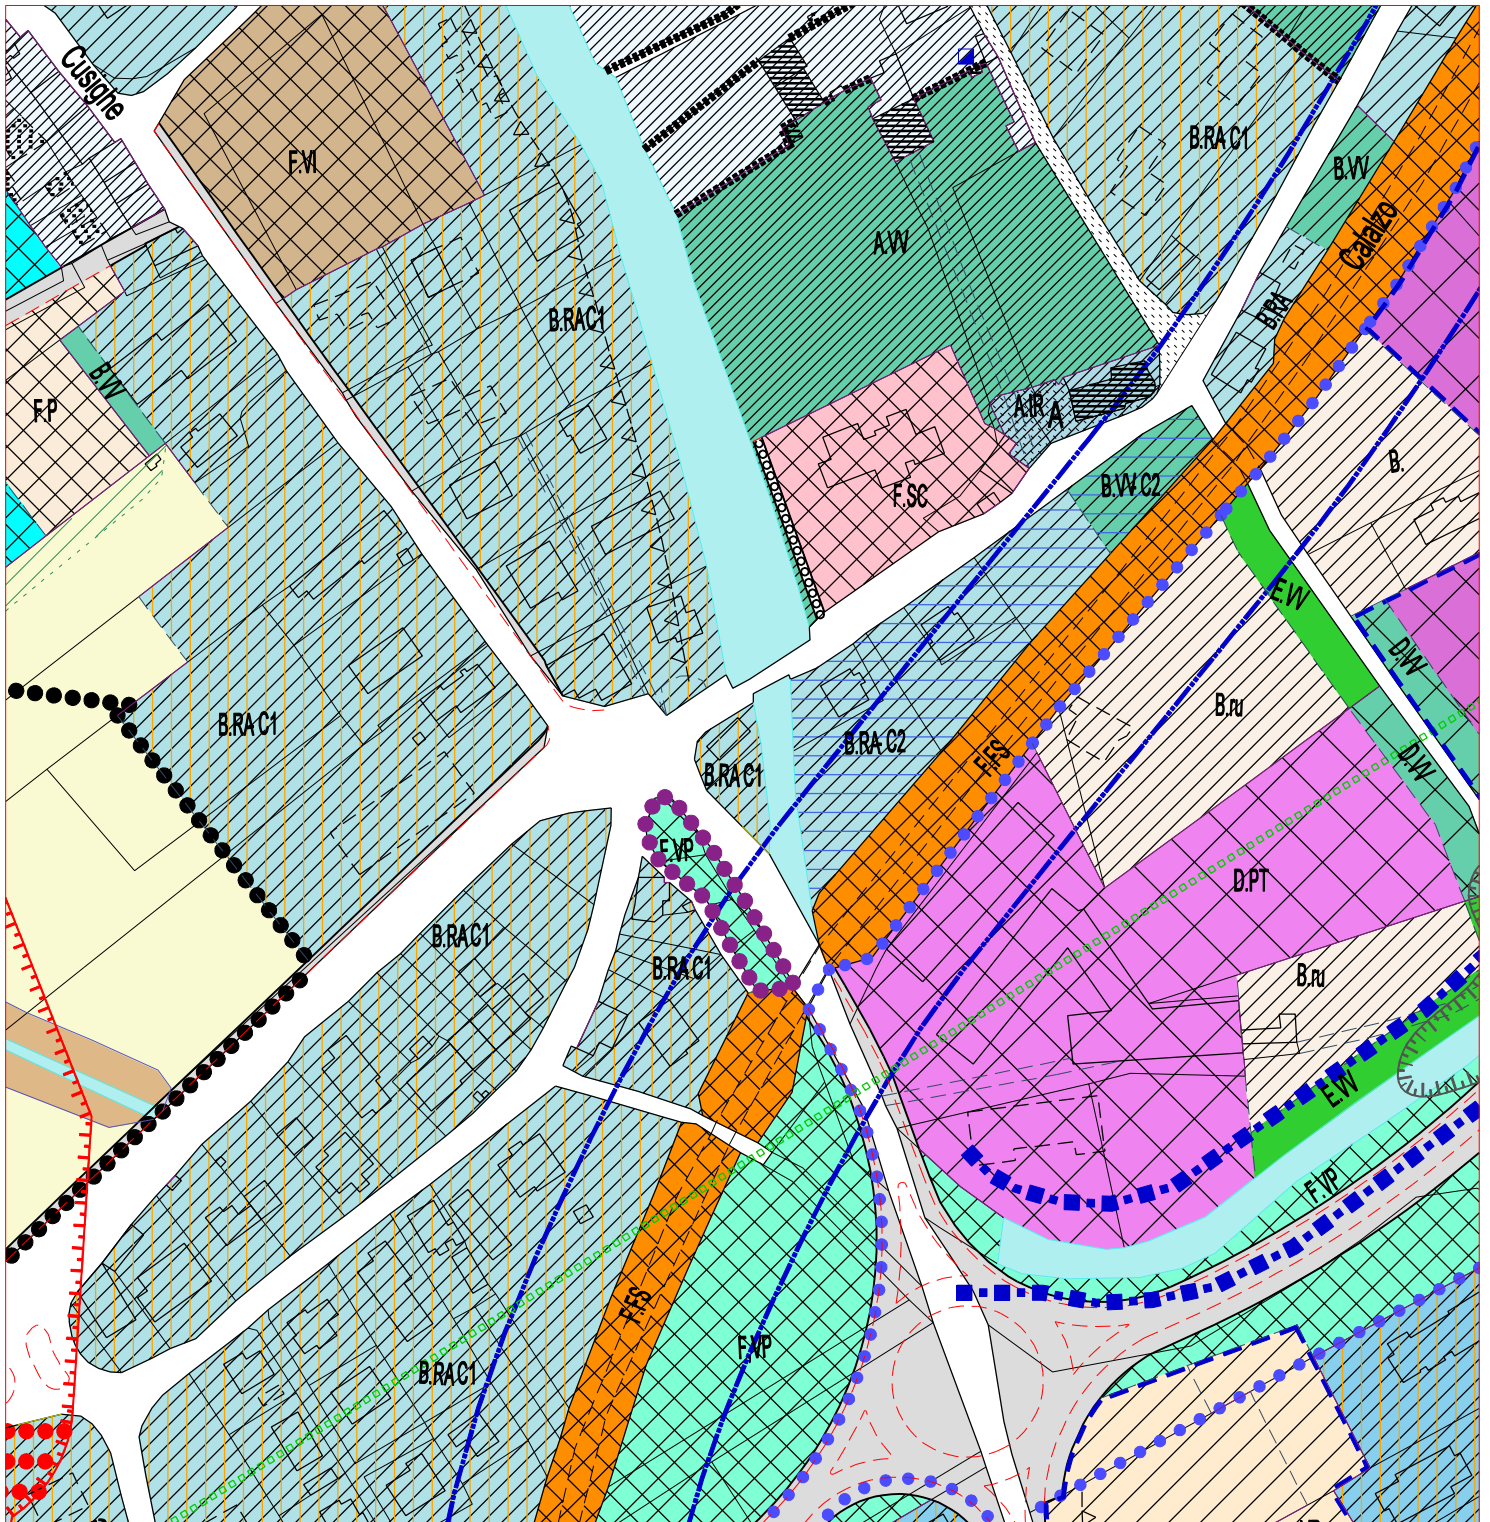 Cusighe
F.VI
B.RA C1
B.VV
Calalzo
A.VV
B.RA
B.RA C1
B.VV
F.P
A.IR A
F.SC
B.VV C2
B.
E.VV
D.VV
B.ru
B.RA C1
B.RA C2
F.FS
D.VV
B.RA C1
F.VP
D.PT
B.RA C1
B.RA C1
B.ru
E.VV
F.VP
F.FS
F.VP
B.RA C1